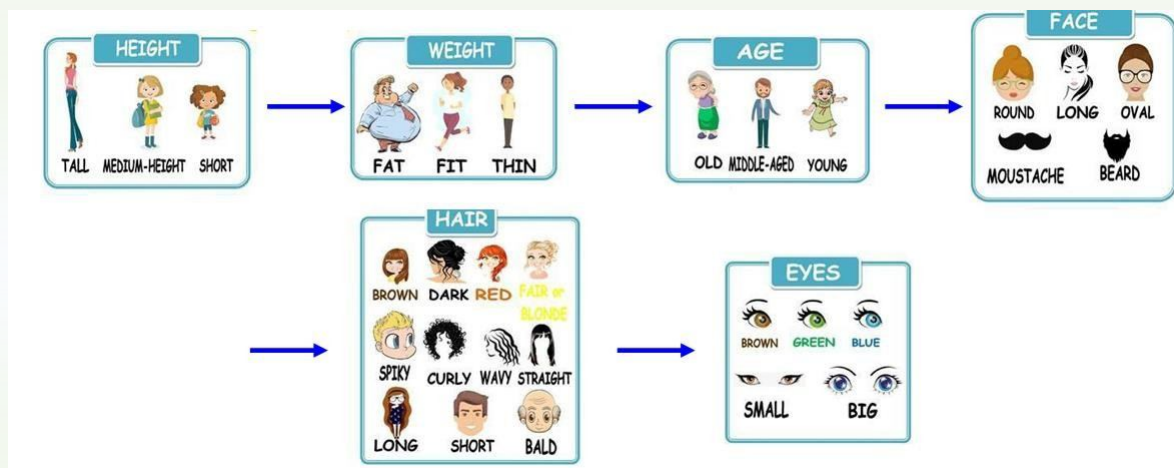 HEIGHT
TALL MEDIUM-HEIGHT SHORT
WEIGHT
FAT FIT THIN
AGE
OLD MIDDLE-AGED YOUNG
FACE
ROUND LONG OVAL
MOUSTACHE BEARD
HAIR
BROWN DARK RED FAIR or
BLONDE
SPIKY CURLY WAVY STRAIGHT
LONG SHORT BALD
EYES
BROWN GREEN BLUE
SMALL BIG